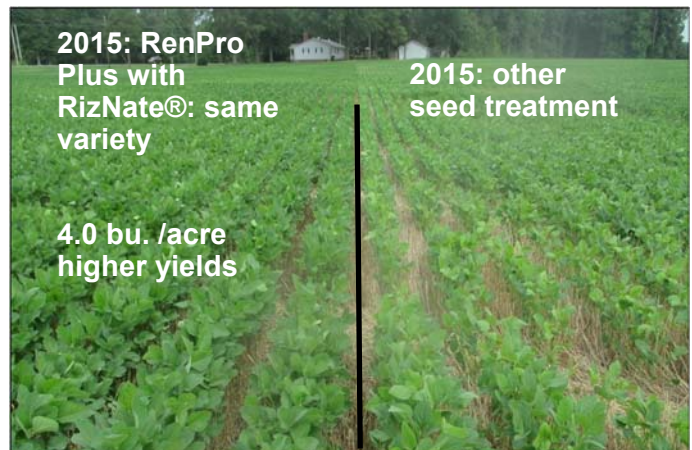 2015: RenPro
Plus with
RizNate®: same
variety
4.0 bu. /acre
higher yields
2015: other
seed treatment